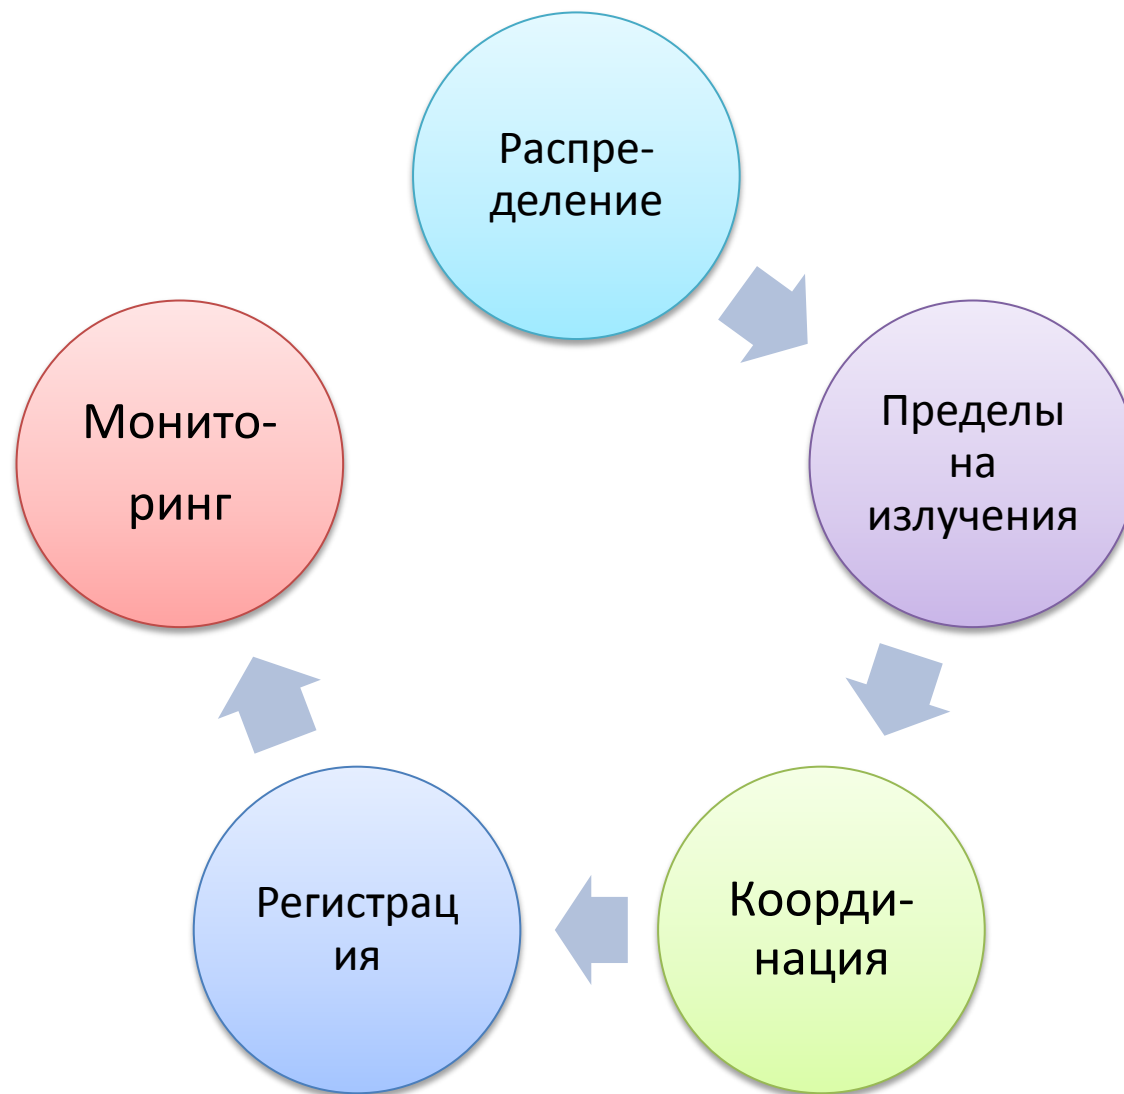 Распре-
деление
Пределы
на
излучения
Коорди-
нация
Регистрац
ия
Монито-
ринг